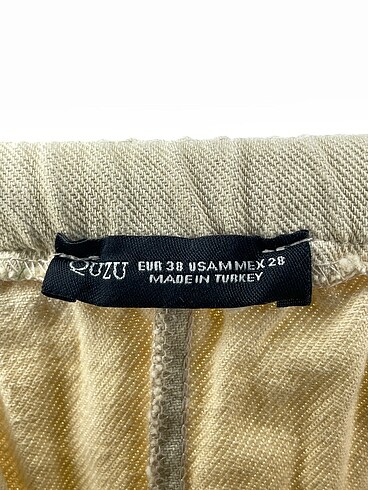 QUZU EUR 38 USA M MEX 28
MADE IN TURKEY